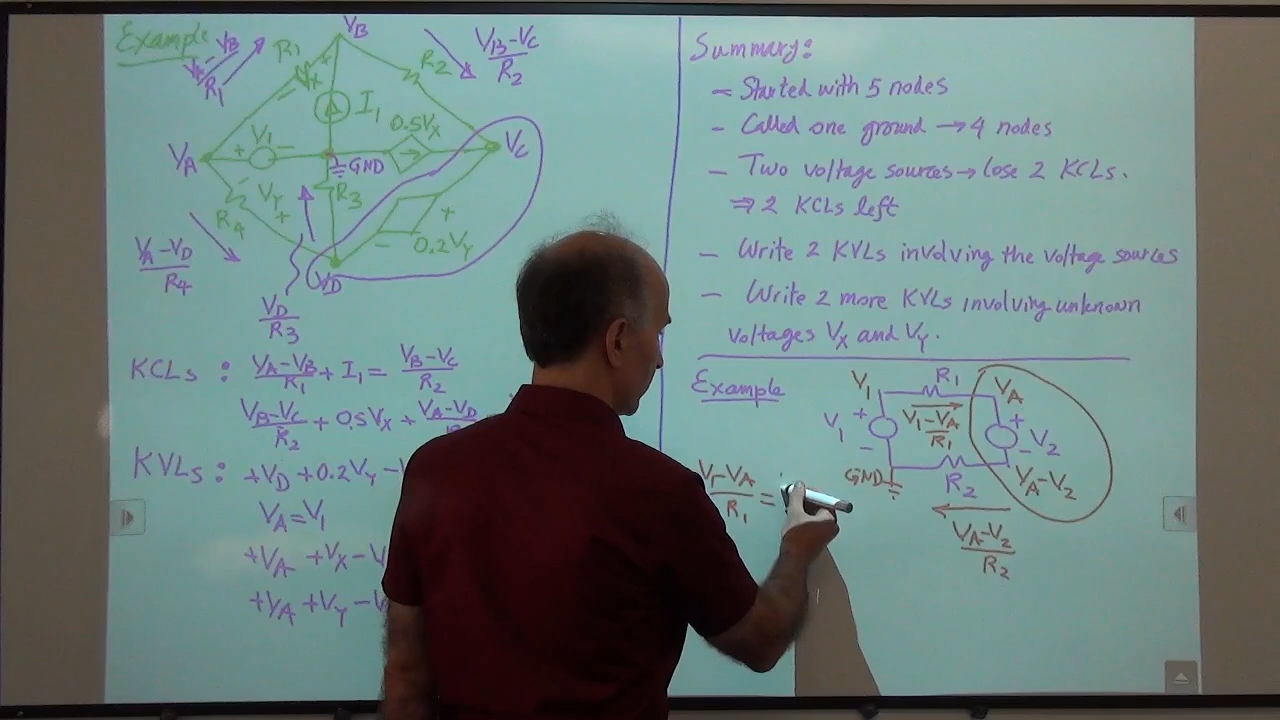 Example
VA-VB
R1
VB
R1
+ VX -
R2
VB-VC
R2
I1
0.5VX
VC
VA
+ V1 -
GND
VY
+
R3
R4
+
-
0.2VY
VA-VD
R4
VD
VD
R3
KCLs : VA-VB/R1 + I1 = VB-VC/R2
VB-VC/R2 + 0.5VX + VA-VD
KVLs : +VD + 0.2VY -
VA = V1
+VA +VX -
+VA +VY -
Summary:
- Started with 5 nodes
- Called one ground → 4 nodes
- Two voltage sources → lose 2 KCLs.
⇒ 2 KCLs left
- Write 2 KVLs involving the voltage sources
- Write 2 more KVLs involving unknown
voltages VX and VY.
Example
V1
R1
VA
+
V1
-
V1-VA
R1
+
- V2
GND
R2
VA-V2
VA-V2
R2
V1-VA
R1
=